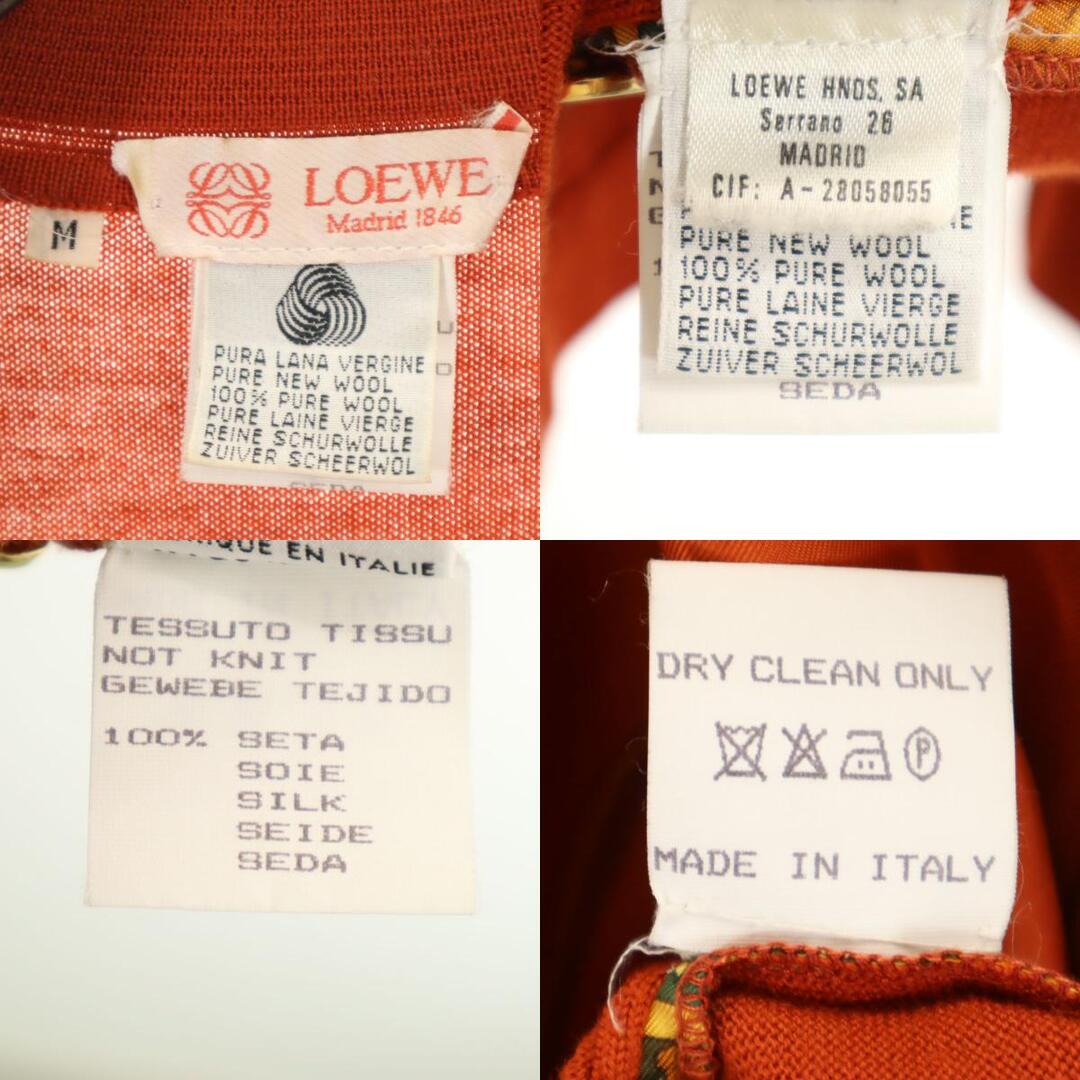 LOEWE
Madrid 1846
M
PURA LANA VERGINE
PURE NEW WOOL
100% PURE WOOL
PURE LAINE VIERGE
REINE SCHURWOLLE
ZUIVER SCHEERWOL
SEDA
LOEWE HNOS, SA
Serrano 26
MADRID
CIF: A-28058055
PURE NEW WOOL
100% PURE WOOL
PURE LAINE VIERGE
REINE SCHURWOLLE
ZUIVER SCHEERWOL
SEDA
EN ITALIE
TESSUTO TISSU
NOT KNIT
GEWEBE TEJIDO
100% SETA
SOIE
SILK
SEIDE
SEDA
DRY CLEAN ONLY
P
MADE IN ITALY